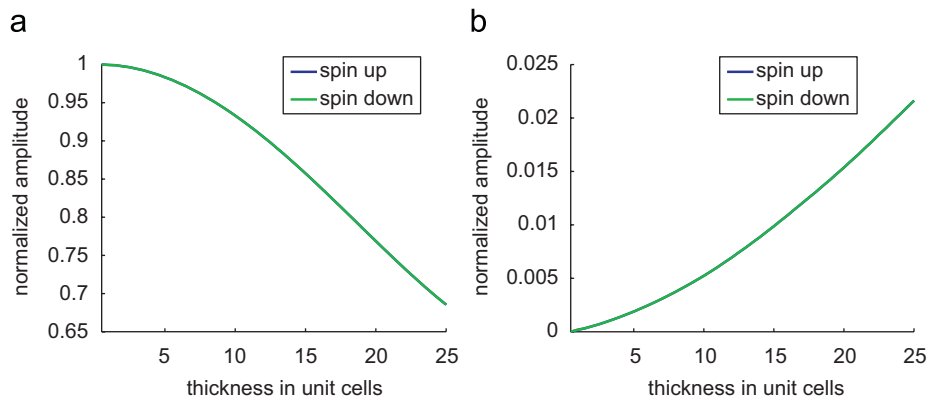 a
1
0.95
0.9
0.85
0.8
0.75
0.7
0.65
normalized amplitude
spin up
spin down
5
10
15
20
25
thickness in unit cells
b
0.025
0.02
0.015
0.01
0.005
0
normalized amplitude
spin up
spin down
5
10
15
20
25
thickness in unit cells